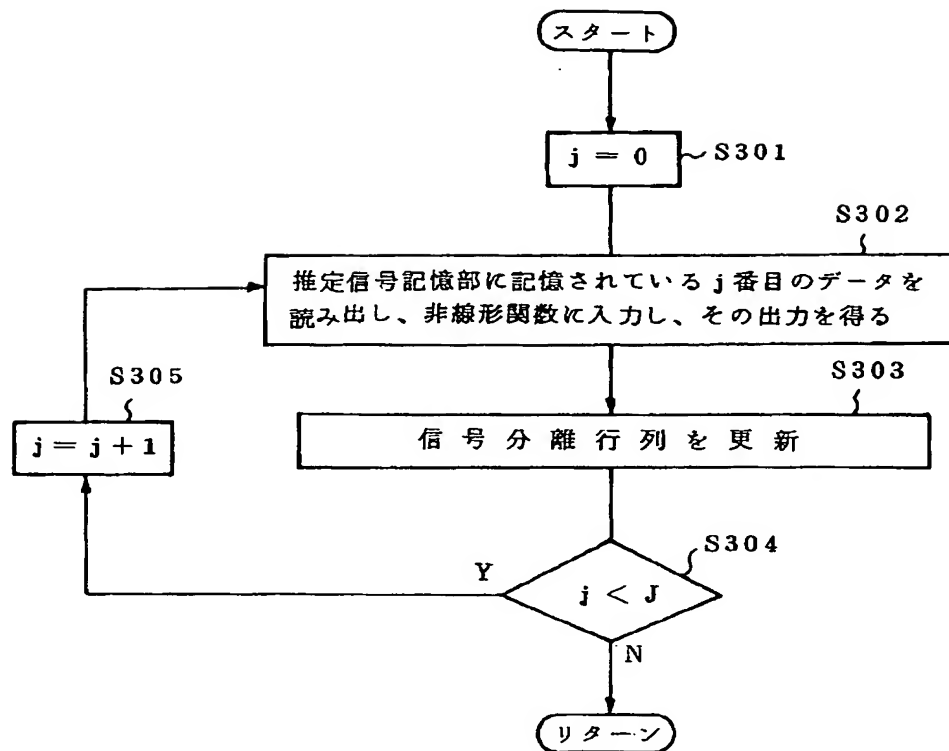 スタート
j = 0
S301
S302
推定信号記憶部に記憶されているj番目のデータを
読み出し、非線形関数に入力し、その出力を得る
S305
j = j + 1
S303
信号分離行列を更新
S304
j < J
Y
N
リターン